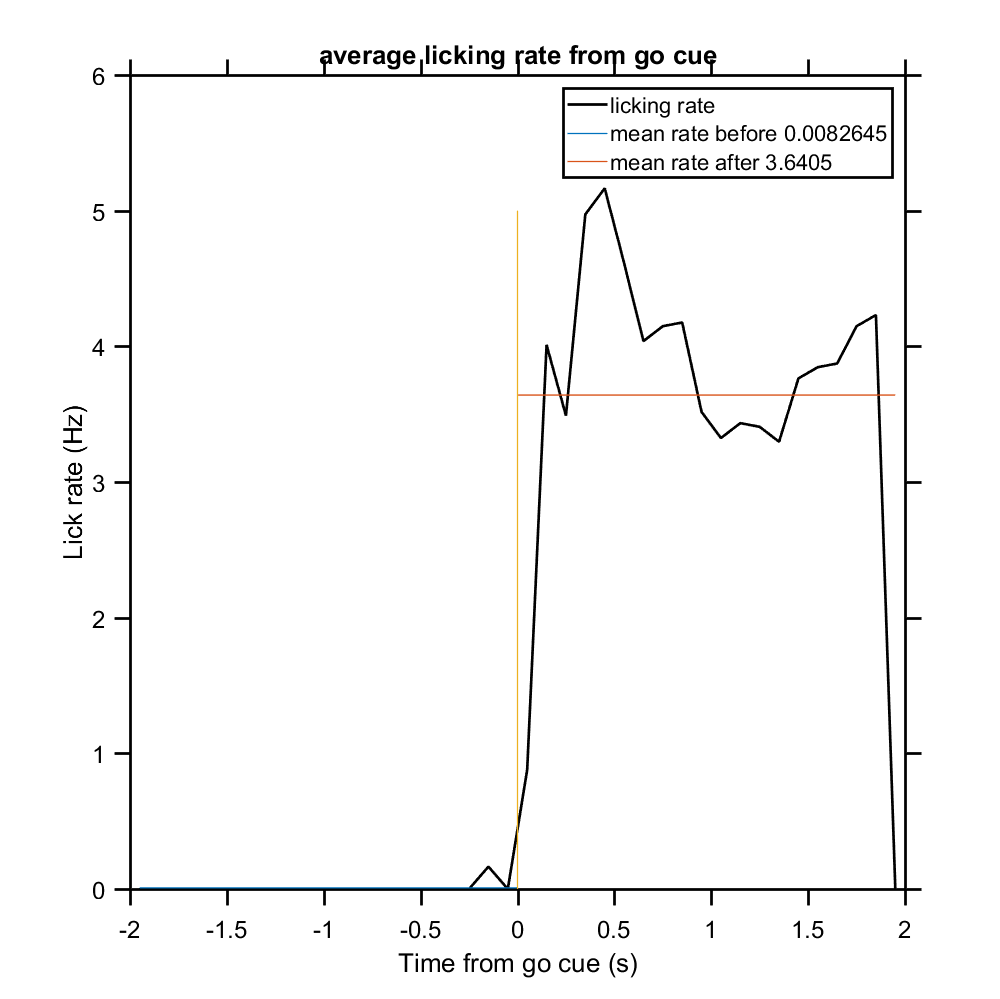 average licking rate from go cue
licking rate
mean rate before 0.0082645
mean rate after 3.6405
6
5
4
3
2
1
0
Lick rate (Hz)
-2 -1.5 -1 -0.5 0 0.5 1 1.5 2
Time from go cue (s)